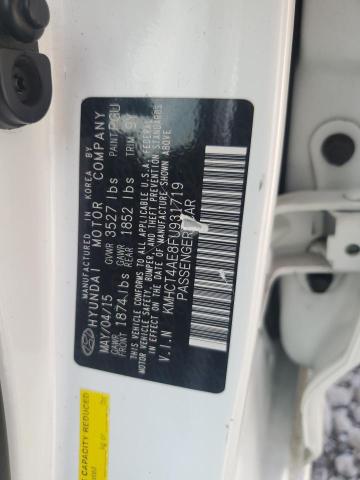 MANUFACTURED IN KOREA BY
HYUNDAI MOTOR COMPANY
MAY/04/15 GVWR 3527 lbs PAINT PGU
GAWR FRONT 1874 lbs GAWR REAR 1852 lbs TRIM 9Y
THIS VEHICLE CONFORMS TO ALL APPLICABLE U.S.A. FEDERAL
MOTOR VEHICLE SAFETY, BUMPER, AND THEFT PREVENTION STANDARDS
IN EFFECT ON THE DATE OF MANUFACTURE SHOWN ABOVE.
V.I.N KMHCT4AE8FU931719
PASSENGER CAR
CAPACITY REDUCED